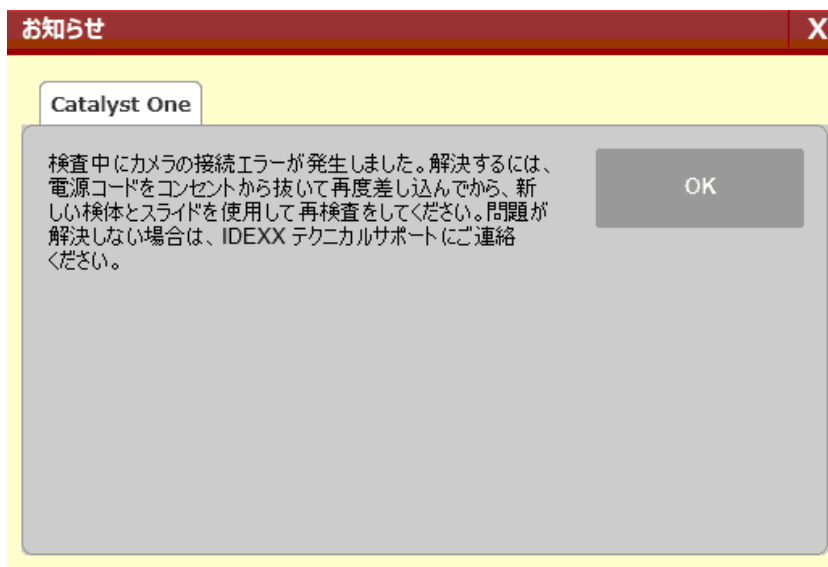 お知らせ
X
Catalyst One
検査中にカメラの接続エラーが発生しました。解決するには、
電源コードをコンセントから抜いて再度差し込んでから、新
しい検体とスライドを使用して再検査をしてください。問題が
解決しない場合は、IDEXX テクニカルサポートにご連絡
ください。
OK